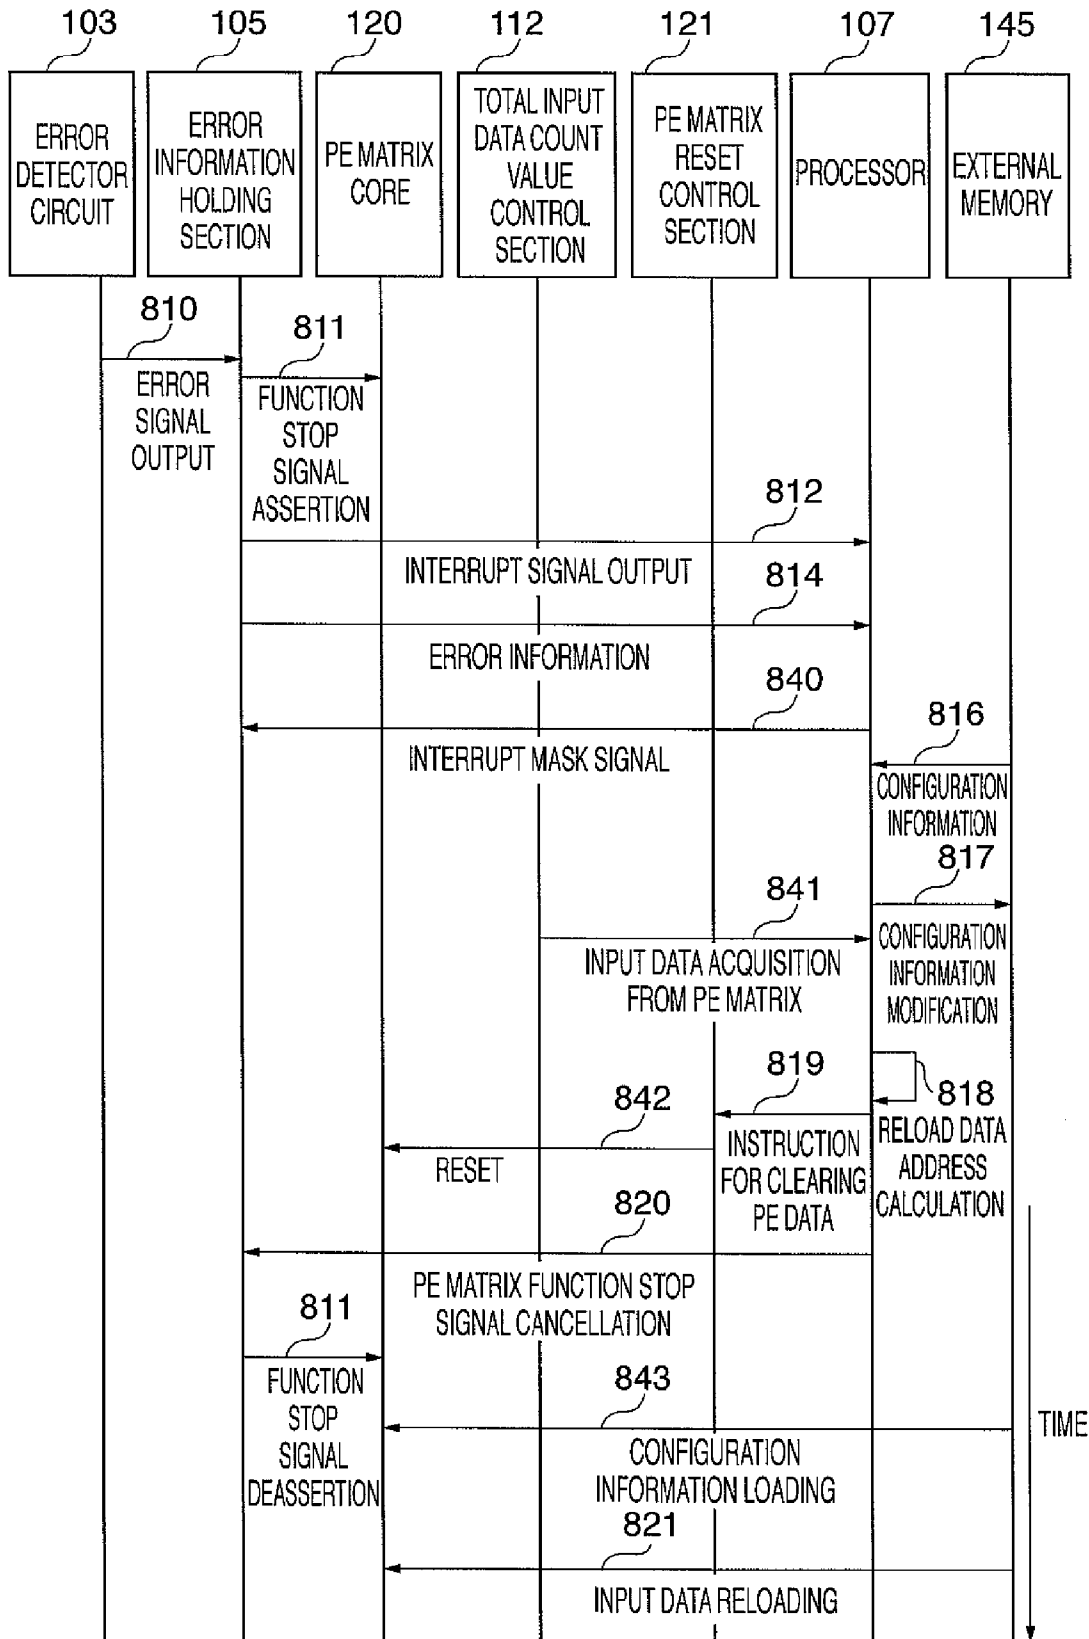 103
105
120
112
121
107
145
ERROR
DETECTOR
CIRCUIT
ERROR
INFORMATION
HOLDING
SECTION
PE MATRIX
CORE
TOTAL INPUT
DATA COUNT
VALUE
CONTROL
SECTION
PE MATRIX
RESET
CONTROL
SECTION
PROCESSOR
EXTERNAL
MEMORY
810
ERROR
SIGNAL
OUTPUT
811
FUNCTION
STOP
SIGNAL
ASSERTION
812
INTERRUPT SIGNAL OUTPUT
814
ERROR INFORMATION
840
INTERRUPT MASK SIGNAL
816
CONFIGURATION
INFORMATION
817
CONFIGURATION
INFORMATION
MODIFICATION
841
INPUT DATA ACQUISITION
FROM PE MATRIX
818
RELOAD DATA
ADDRESS
CALCULATION
819
INSTRUCTION
FOR CLEARING
PE DATA
842
RESET
820
PE MATRIX FUNCTION STOP
SIGNAL CANCELLATION
811
FUNCTION
STOP
SIGNAL
DEASSERTION
843
CONFIGURATION
INFORMATION LOADING
TIME
821
INPUT DATA RELOADING